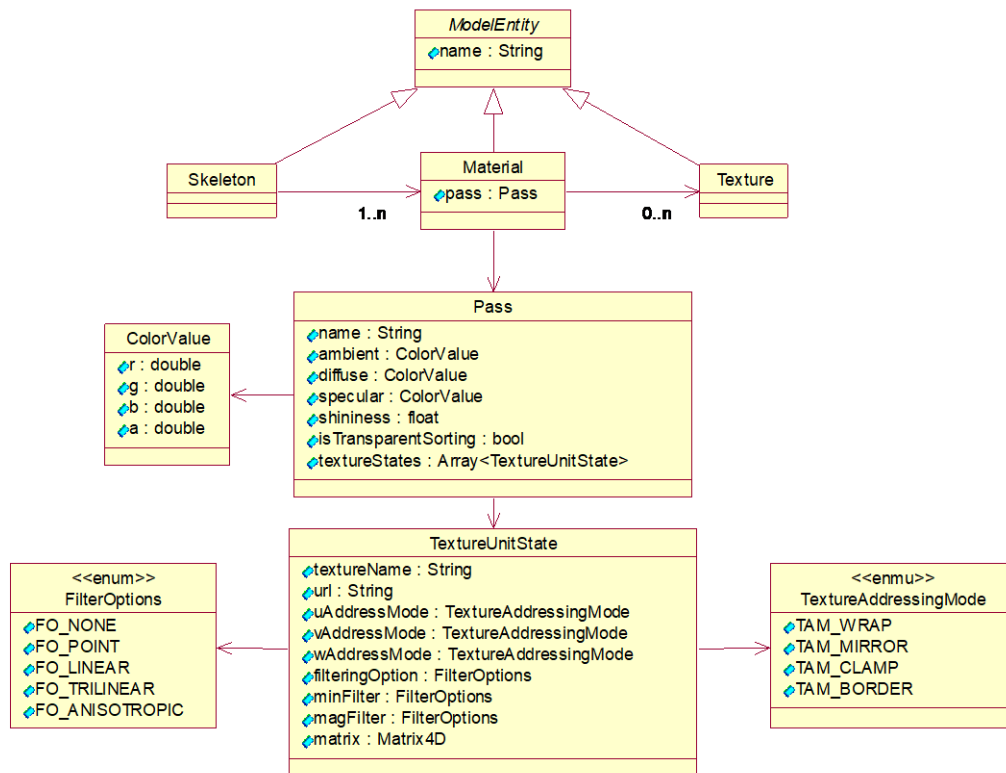 ModelEntity
name : String
Skeleton
Material
pass : Pass
Texture
1..n
0..n
Pass
name : String
ambient : ColorValue
diffuse : ColorValue
specular : ColorValue
shininess : float
isTransparentSorting : bool
textureStates : Array<TextureUnitState>
ColorValue
r : double
g : double
b : double
a : double
TextureUnitState
textureName : String
url : String
uAddressMode : TextureAddressingMode
vAddressMode : TextureAddressingMode
wAddressMode : TextureAddressingMode
filteringOption : FilterOptions
minFilter : FilterOptions
magFilter : FilterOptions
matrix : Matrix4D
<<enum>>
FilterOptions
FO_NONE
FO_POINT
FO_LINEAR
FO_TRILINEAR
FO_ANISOTROPIC
<<enmu>>
TextureAddressingMode
TAM_WRAP
TAM_MIRROR
TAM_CLAMP
TAM_BORDER